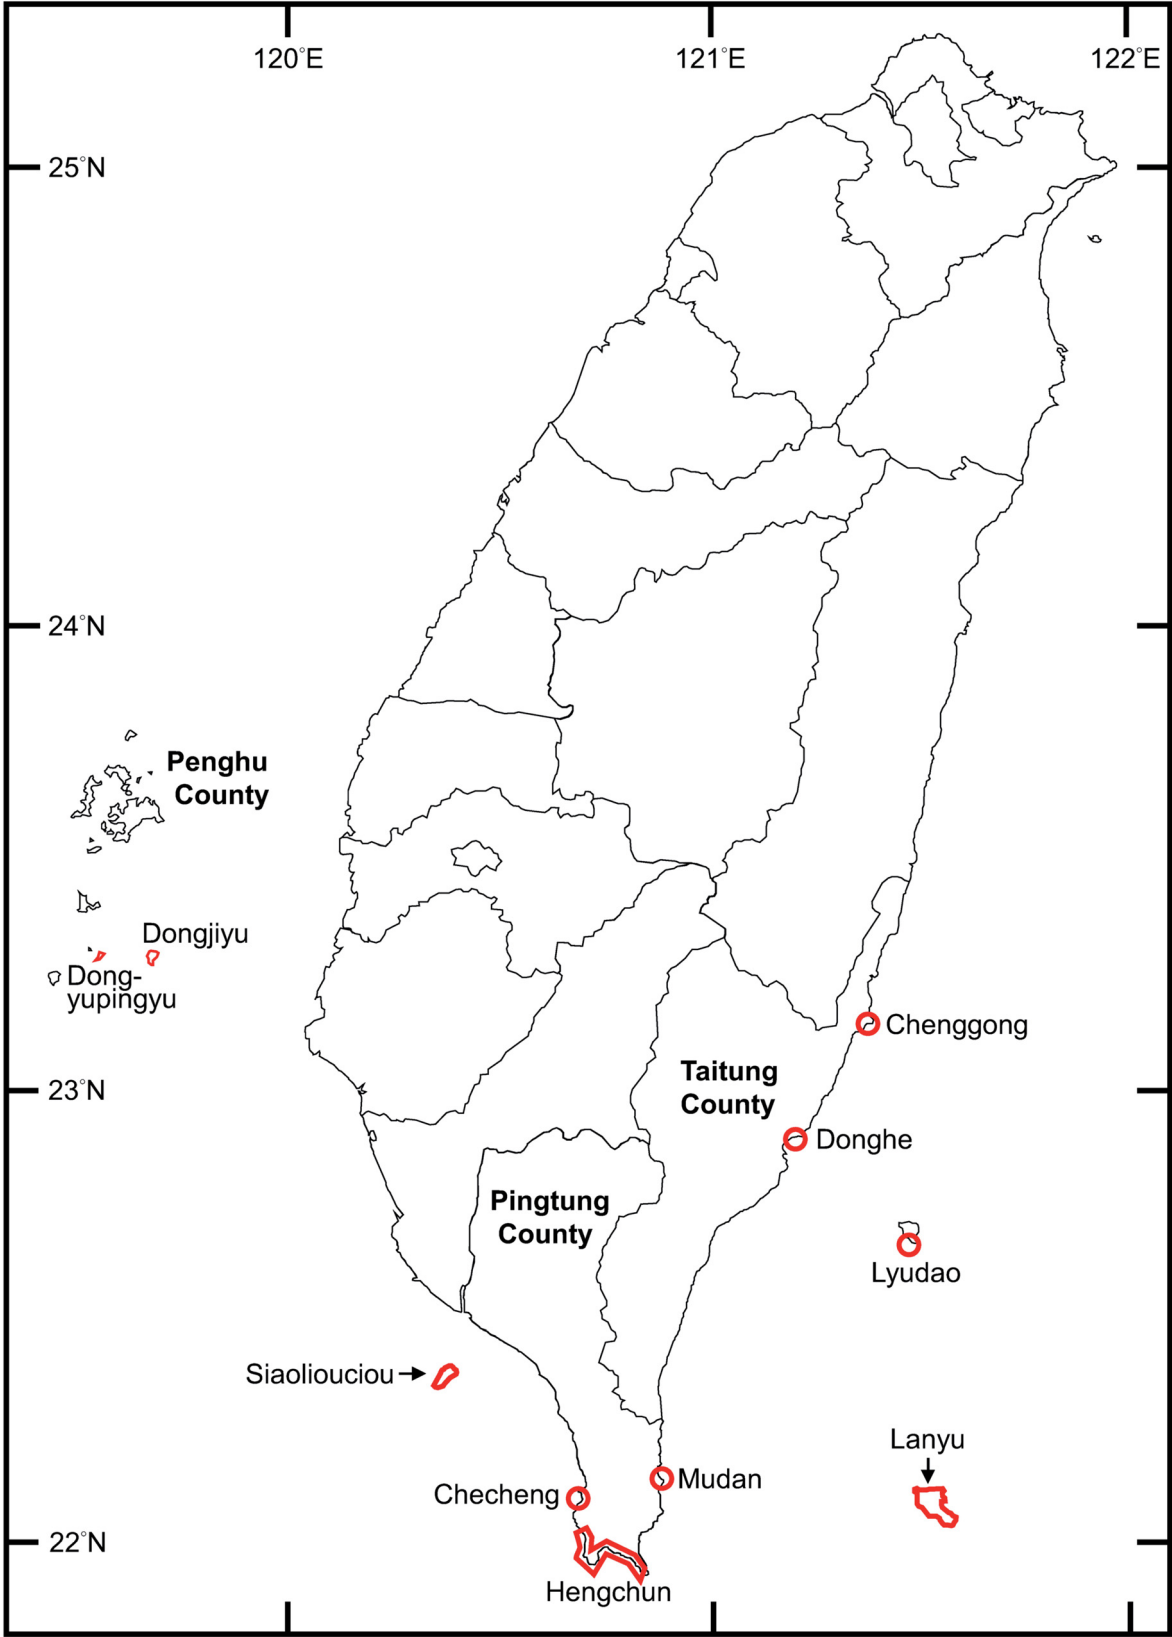 120°E
121°E
122°E
25°N
24°N
Penghu
County
Dongjiyu
Dong-
yupingyu
Chenggong
23°N
Taitung
County
Donghe
Pingtung
County
Lyudao
Siaoliouciou
Lanyu
Mudan
Checheng
22°N
Hengchun